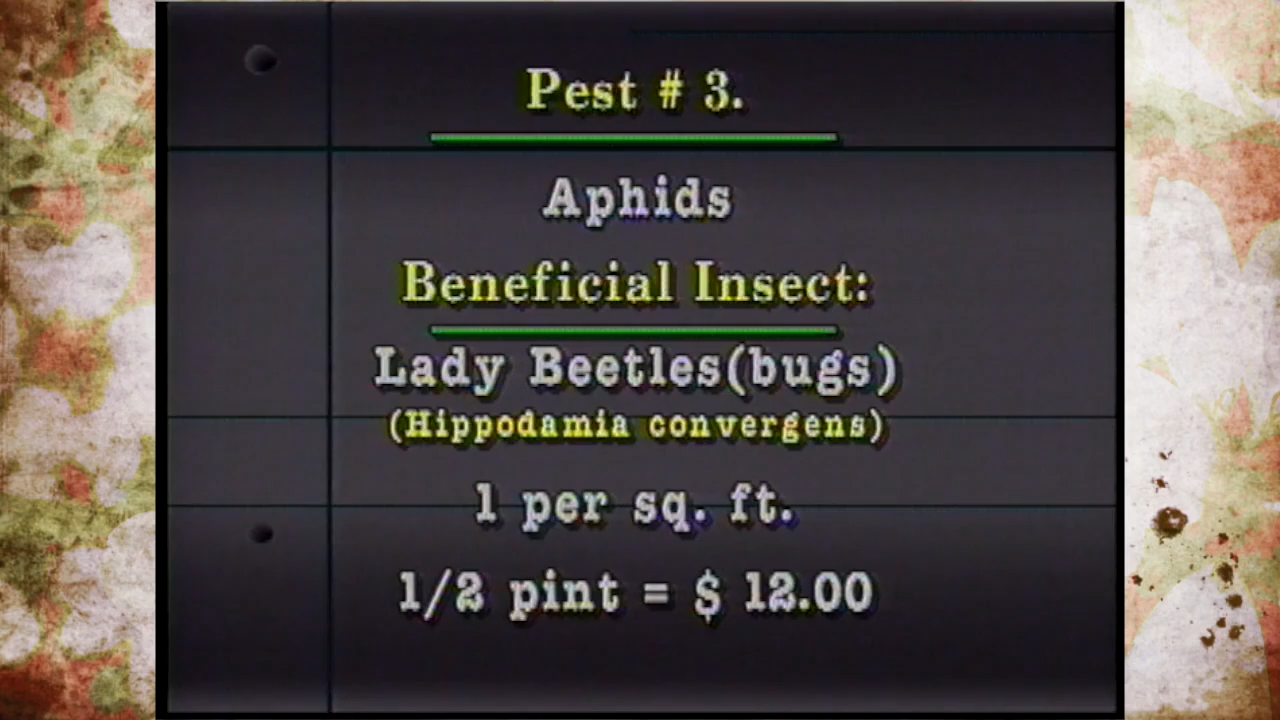 Pest # 3.
Aphids
Beneficial Insect:
Lady Beetles(bugs)
(Hippodamia convergens)
1 per sq. ft.
1/2 pint = $ 12.00